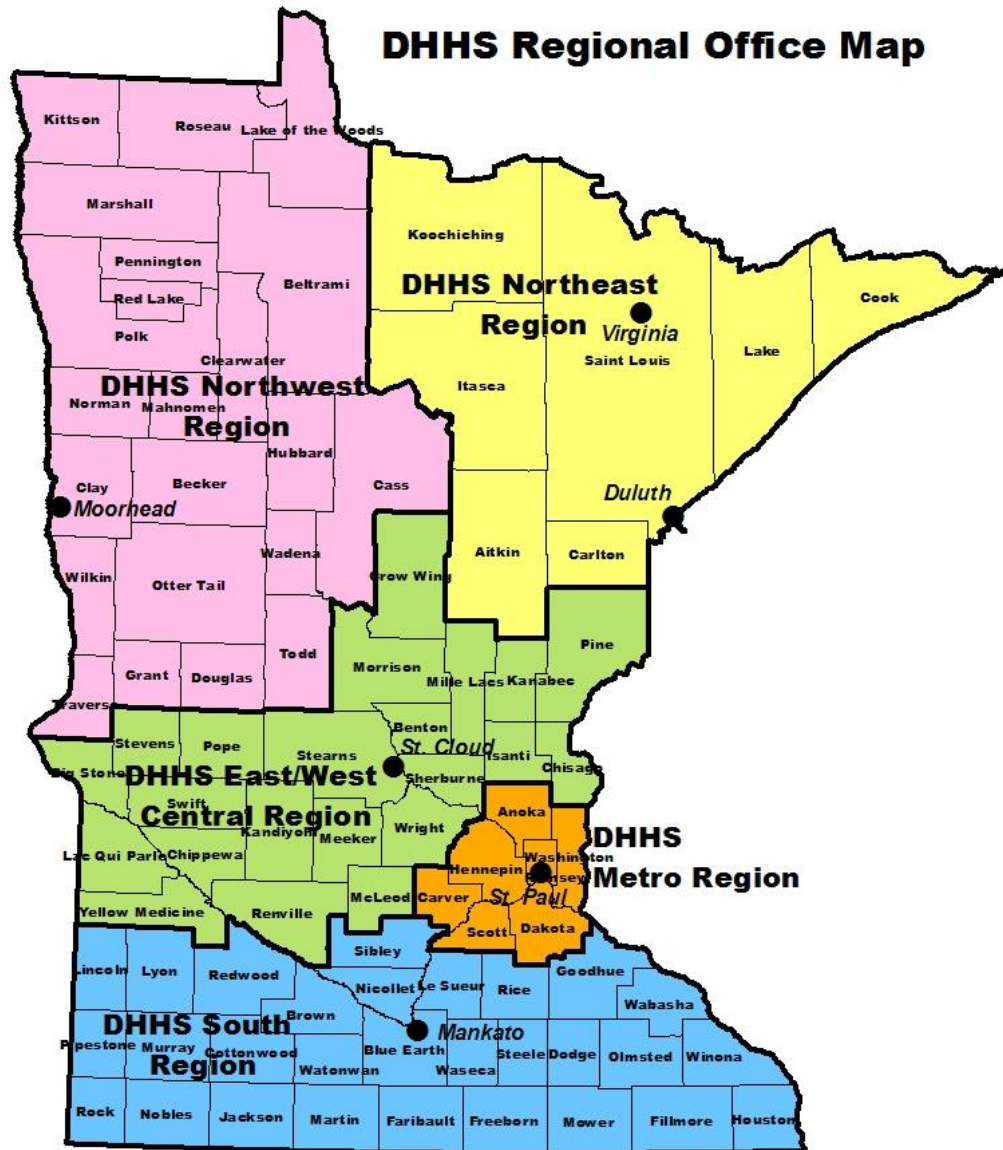 DHHS Regional Office Map
Kittson
Roseau
Lake of the Woods
Marshall
Koochiching
Pennington
Beltrami
DHHS Northeast
Region
Red Lake
Cook
Virginia
Polk
Lake
Clearwater
Saint Louis
DHHS Northwest
Region
Itasca
Norman
Mahnomen
Hubbard
Clay
Becker
Cass
Duluth
Moorhead
Wadena
Aitkin
Carlton
Wilkin
Crow Wing
Otter Tail
Todd
Pine
Morrison
Grant
Douglas
Mille Lacs
Kanabec
Travers
Benton
Stevens
Pope
Stearns
St. Cloud
Isanti
Chisago
Big Stone
DHHS East/West
Central Region
Sherburne
Swift
Anoka
Kandiyohi
Meeker
Wright
DHHS
Metro Region
Lac Qui Parle
Chippewa
Washington
Hennepin
Ramsey
McLeod
Carver
St. Paul
Yellow Medicine
Renville
Scott
Dakota
Sibley
Lincoln
Lyon
Redwood
Goodhue
Nicollet
Le Sueur
Rice
Wabasha
Brown
DHHS South
Region
Mankato
Pipestone
Murray
Cottonwood
Blue Earth
Steele
Dodge
Olmsted
Winona
Watonwan
Waseca
Rock
Nobles
Jackson
Martin
Faribault
Freeborn
Mower
Fillmore
Houston